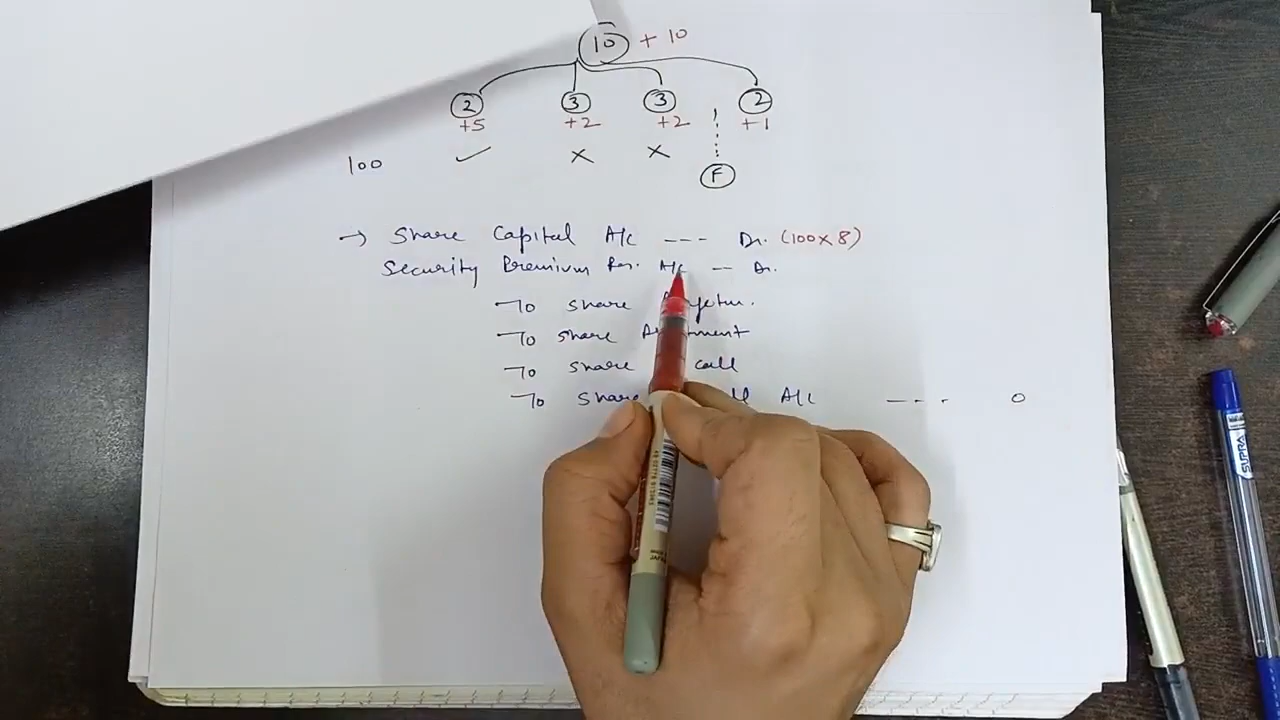 10 + 10
2 3 3 2
+5 +2 +2 +1
100 ✓ × ×
F
→ Share Capital A/c --- Dr. (100×8)
Security Premium Res. A/c -- Dr.
To share
To share
To share call
To share A/c ---- 0
SUPRA